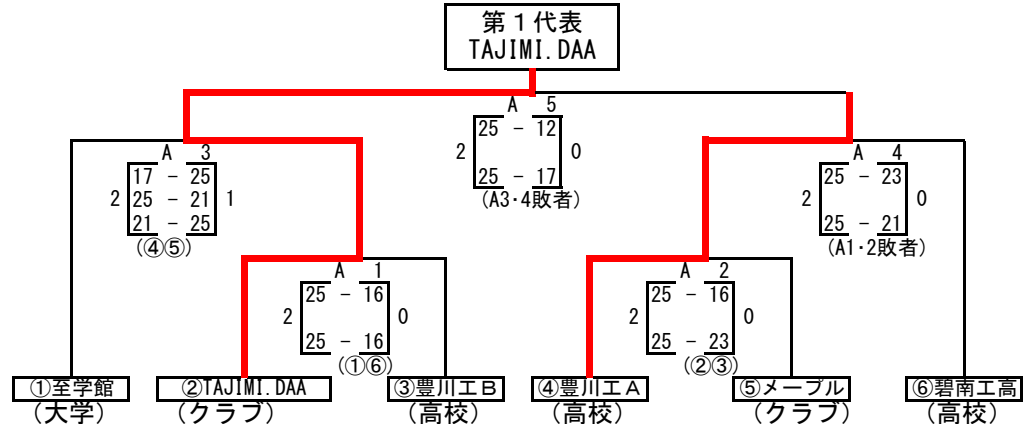 第１代表
TAJIMI.DAA
A 5
25 - 12
2 0
25 - 17
(A3・4敗者)
A 3
17 - 25
2 25 - 21 1
21 - 25
(④⑤)
A 4
25 - 23
2 0
25 - 21
(A1・2敗者)
A 1
25 - 16
2 0
25 - 16
(①⑥)
A 2
25 - 16
2 0
25 - 23
(②③)
①至学館
(大学)
②TAJIMI.DAA
(クラブ)
③豊川工Ｂ
(高校)
④豊川工Ａ
(高校)
⑤メープル
(クラブ)
⑥碧南工高
(高校)